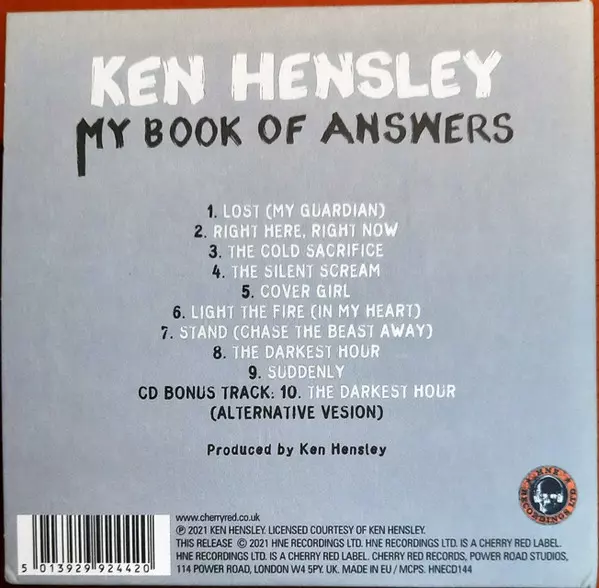 KEN HENSLEY
MY BOOK OF ANSWERS
1. LOST (MY GUARDIAN)
2. RIGHT HERE, RIGHT NOW
3. THE COLD SACRIFICE
4. THE SILENT SCREAM
5. COVER GIRL
6. LIGHT THE FIRE (IN MY HEART)
7. STAND (CHASE THE BEAST AWAY)
8. THE DARKEST HOUR
9. SUDDENLY
CD BONUS TRACK: 10. THE DARKEST HOUR
(ALTERNATIVE VESION)
Produced by Ken Hensley
HNE
RECORDINGS LTD
www.cherryred.co.uk
℗ 2021 KEN HENSLEY. LICENSED COURTESY OF KEN HENSLEY.
THIS RELEASE © 2021 HNE RECORDINGS LTD. HNE RECORDINGS LTD. IS A CHERRY RED LABEL.
HNE RECORDINGS LTD. IS A CHERRY RED LABEL. CHERRY RED RECORDS, POWER ROAD STUDIOS,
114 POWER ROAD, LONDON W4 5PY. UK. MADE IN EU / MCPS. HNECD144
5 013929 924420